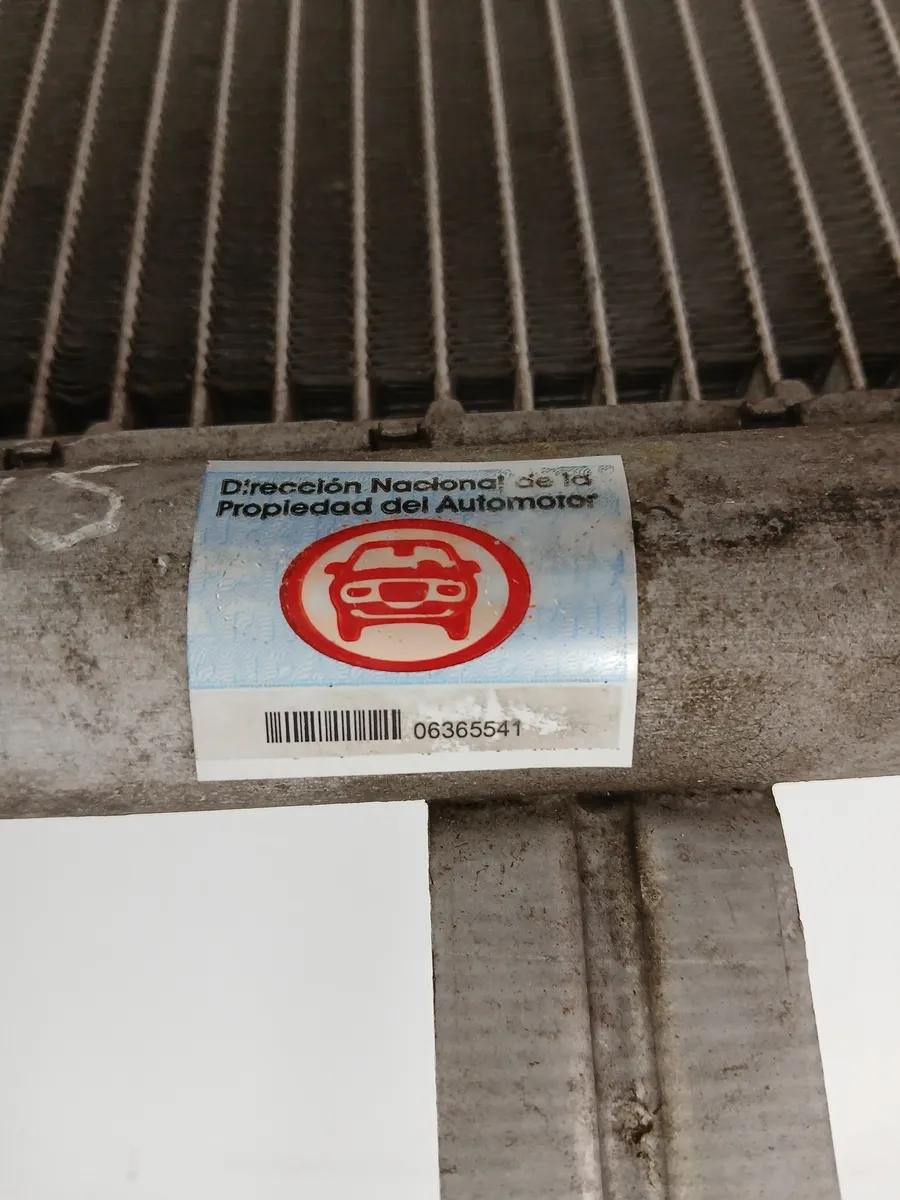 Dirección Nacional de la
Propiedad del Automotor
06365541